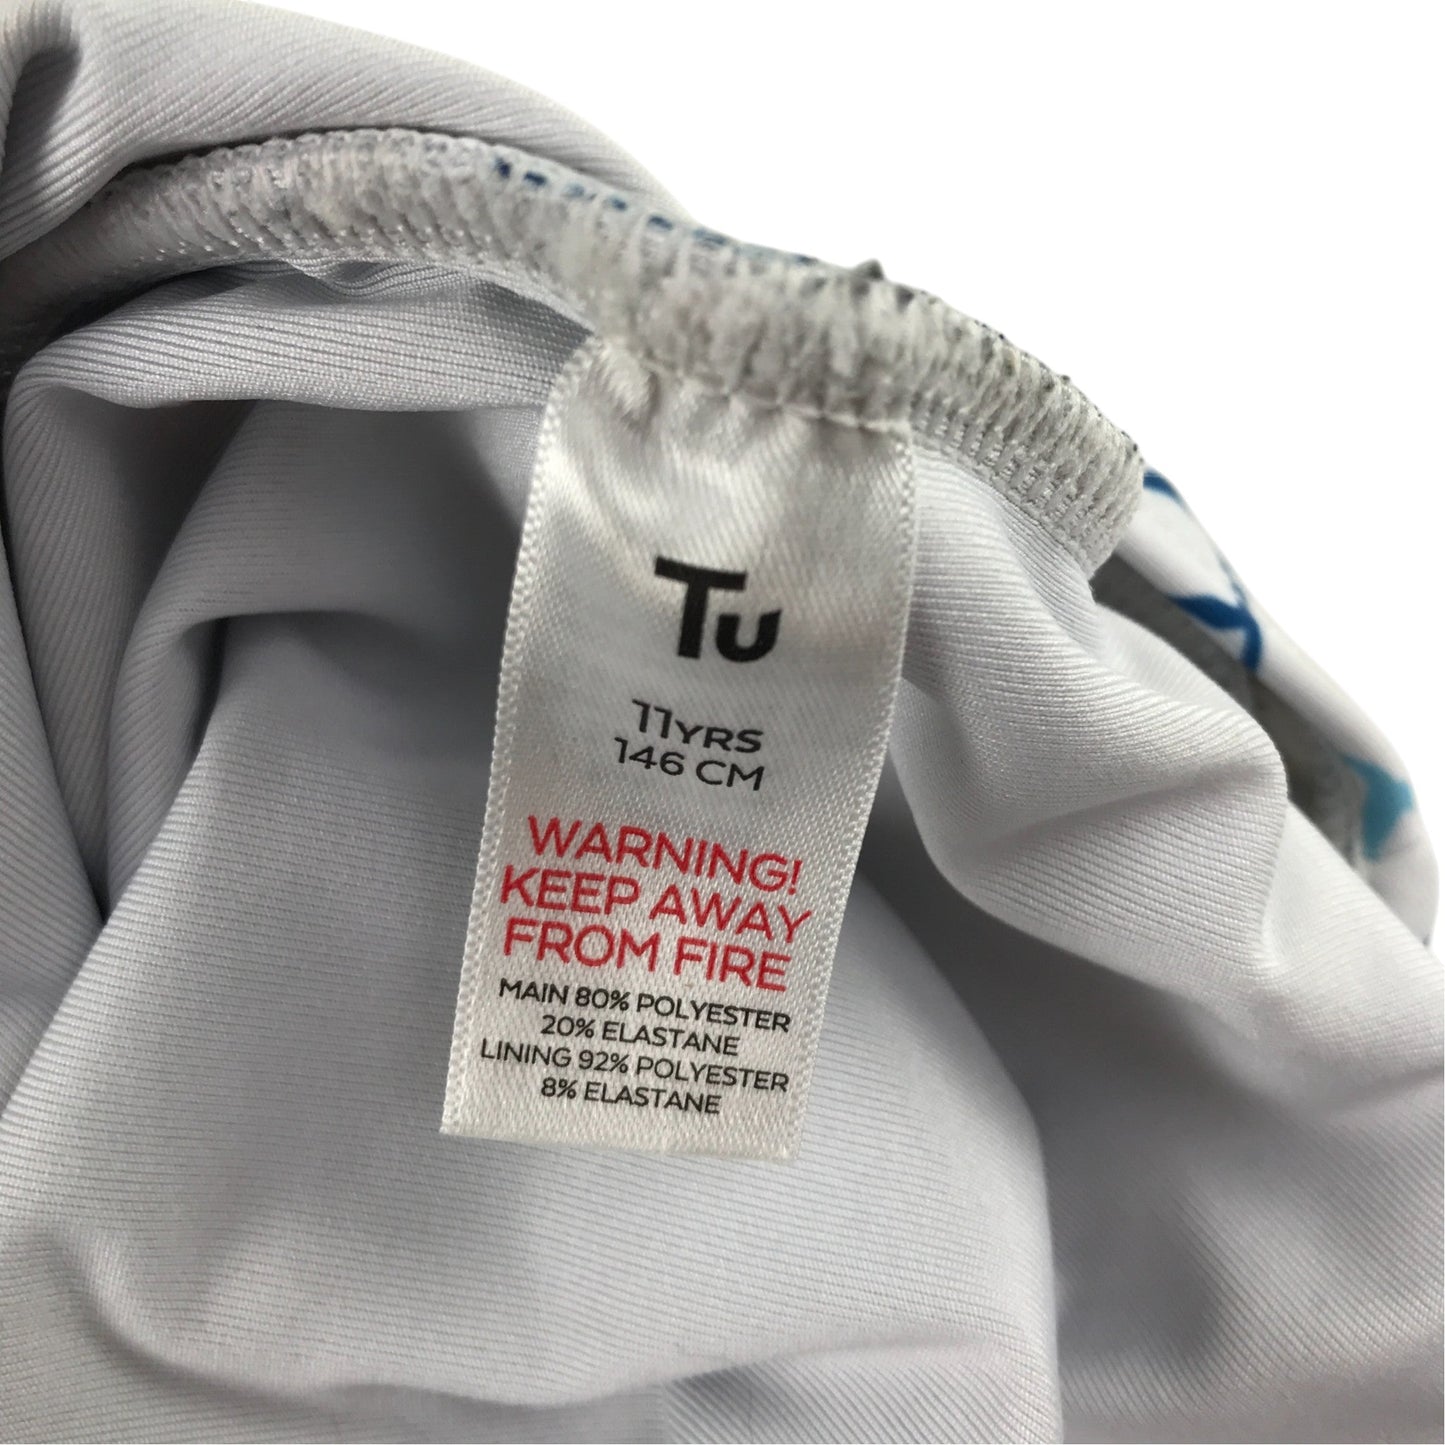 Tu
11YRS
146 CM
WARNING!
KEEP AWAY
FROM FIRE
MAIN 80% POLYESTER
20% ELASTANE
LINING 92% POLYESTER
8% ELASTANE